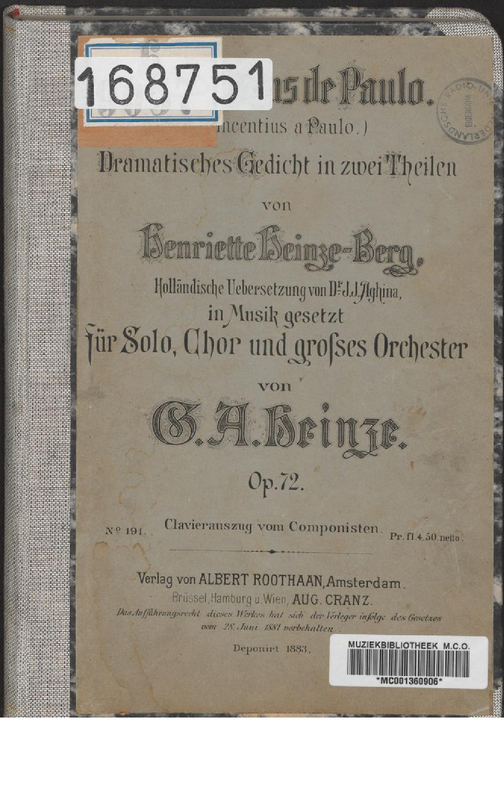 168751
ns de Paulo.
incentius a Paulo.)
Dramatisches Gedicht in zwei Theilen
von
Henriette Heinze-Berg,
Holländische Uebersetzung von Dr. J. J. Aghina,
in Musik gesetzt
für Solo, Chor und grosses Orchester
von
G. A. Heinze.
Op. 72.
No 191. Clavierauszug vom Componisten. Pr. fl. 4.50 netto.
Verlag von ALBERT ROOTHAAN, Amsterdam.
Brüssel, Hamburg u. Wien, AUG. CRANZ.
Das Aufführungsrecht dieses Werkes hat sich der Verleger infolge des Gesetzes
vom 28. Juni 1881 vorbehalten
Deponirt 1883.
MUZIEKBIBLIOTHEEK M.C.O.
*MC001360906*